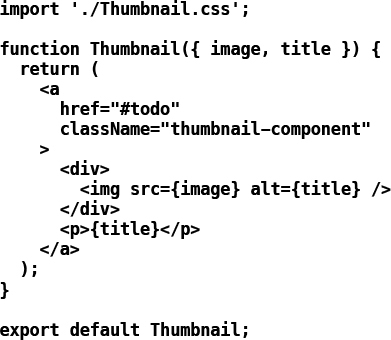 import './Thumbnail.css';

function Thumbnail({ image, title }) {
  return (
    <a
      href="#todo"
      className="thumbnail-component"
    >
      <div>
        <img src={image} alt={title} />
      </div>
      <p>{title}</p>
    </a>
  );
}

export default Thumbnail;